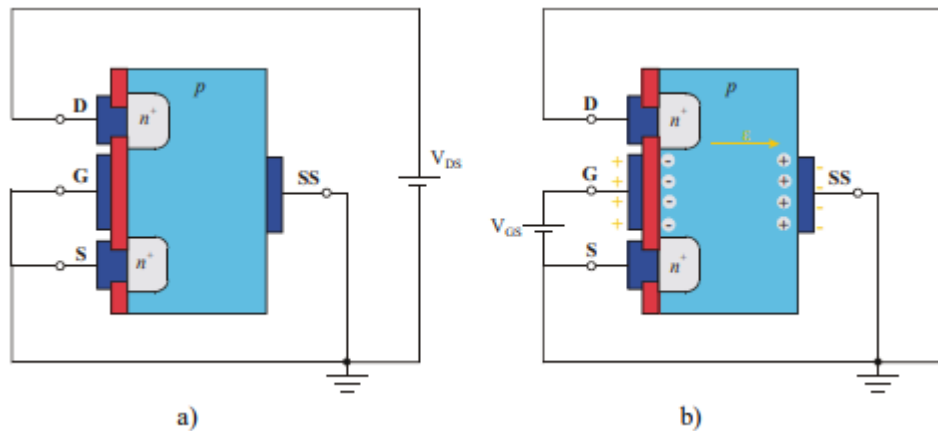 p
D
n⁺
G
S
n⁺
SS
V_DS
a)
p
D
n⁺
ε
+ - + -
G
+ - + -
SS
+ - + -
V_GS
+ - + -
S
n⁺
b)